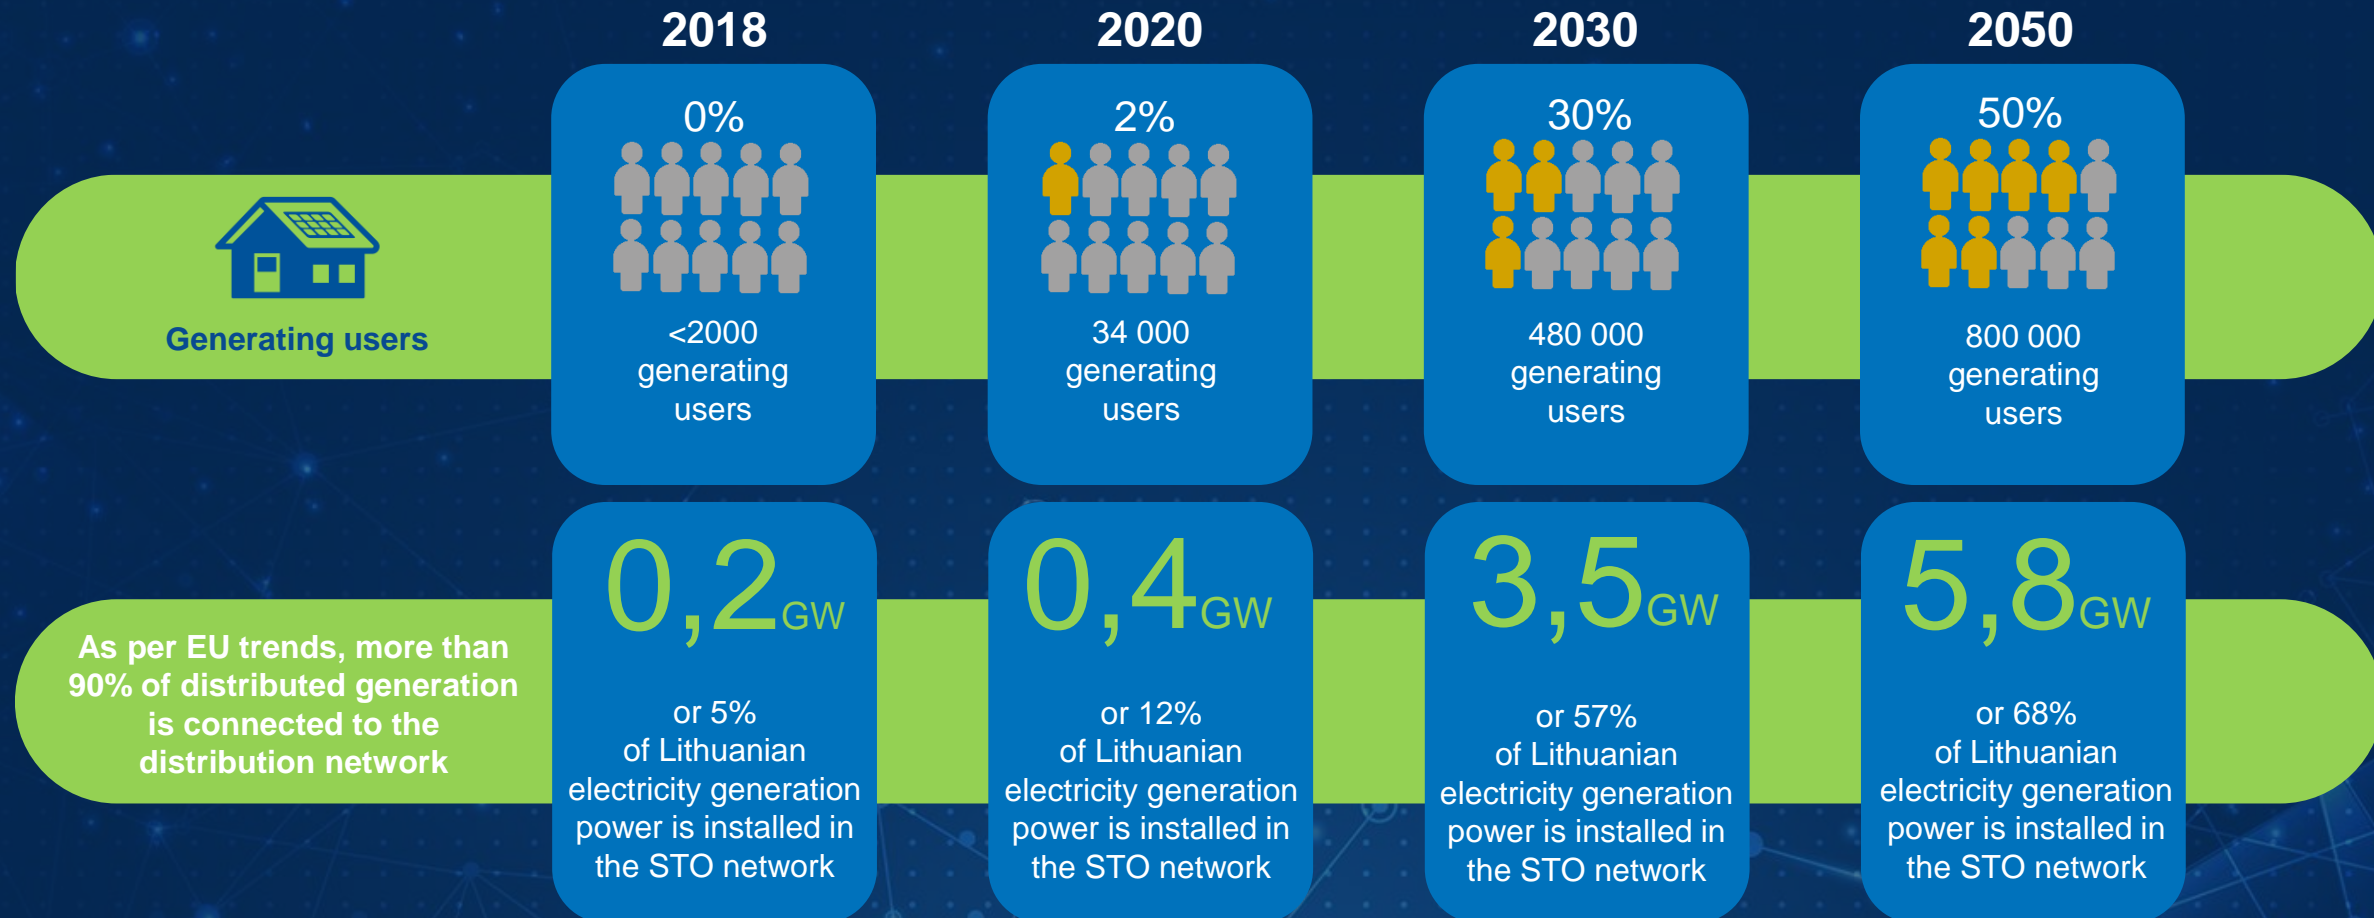 2018
2020
2030
2050
Generating users
0%
<2000
generating
users
2%
34 000
generating
users
30%
480 000
generating
users
50%
800 000
generating
users
As per EU trends, more than
90% of distributed generation
is connected to the
distribution network
0,2GW
or 5%
of Lithuanian
electricity generation
power is installed in
the STO network
0,4GW
or 12%
of Lithuanian
electricity generation
power is installed in
the STO network
3,5GW
or 57%
of Lithuanian
electricity generation
power is installed in
the STO network
5,8GW
or 68%
of Lithuanian
electricity generation
power is installed in
the STO network